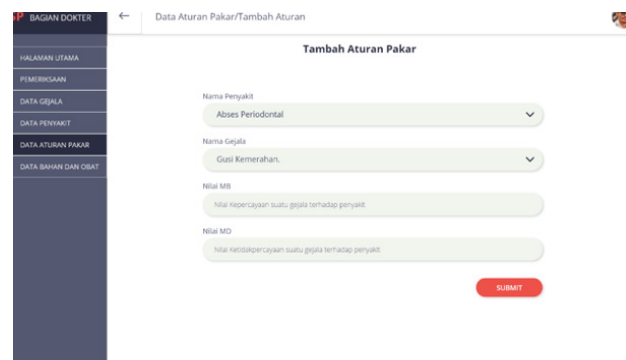 SP BAGIAN DOKTER
← Data Aturan Pakar/Tambah Aturan
HALAMAN UTAMA
PEMERIKSAAN
DATA GEJALA
DATA PENYAKIT
DATA ATURAN PAKAR
DATA BAHAN DAN OBAT
Tambah Aturan Pakar
Nama Penyakit
Abses Periodontal
Nama Gejala
Gusi Kemerahan.
Nilai MB
Nilai Kepercayaan suatu gejala terhadap penyakit
Nilai MD
Nilai Ketidakpercayaan suatu gejala terhadap penyakit
SUBMIT